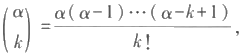 (α k) = α(α-1)⋯(α-k+1) / k! ,